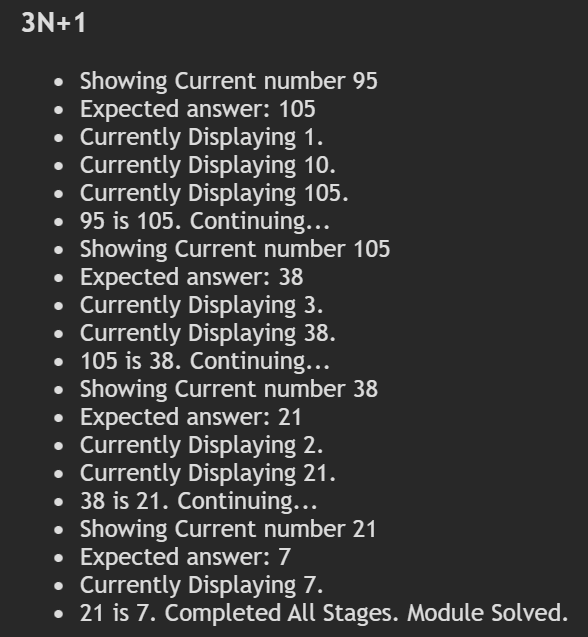 3N+1
• Showing Current number 95
• Expected answer: 105
• Currently Displaying 1.
• Currently Displaying 10.
• Currently Displaying 105.
• 95 is 105. Continuing...
• Showing Current number 105
• Expected answer: 38
• Currently Displaying 3.
• Currently Displaying 38.
• 105 is 38. Continuing...
• Showing Current number 38
• Expected answer: 21
• Currently Displaying 2.
• Currently Displaying 21.
• 38 is 21. Continuing...
• Showing Current number 21
• Expected answer: 7
• Currently Displaying 7.
• 21 is 7. Completed All Stages. Module Solved.